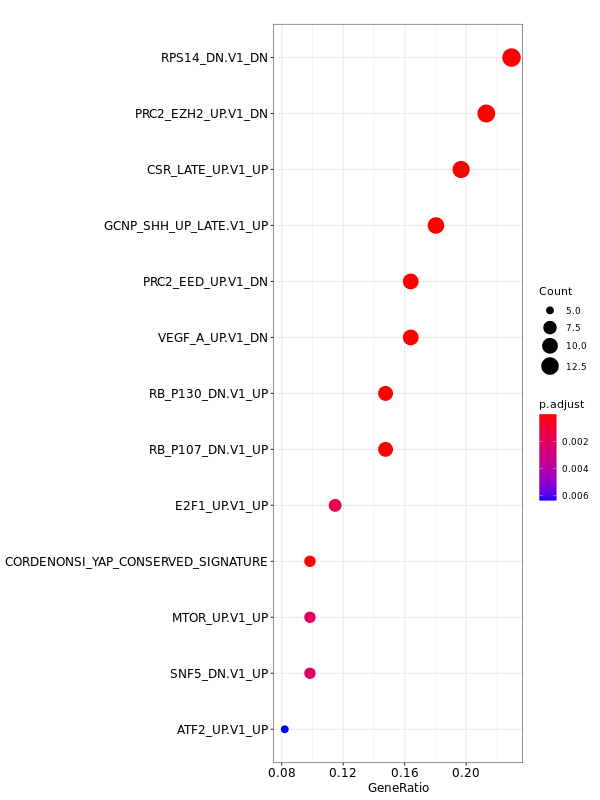 RPS14_DN.V1_DN
PRC2_EZH2_UP.V1_DN
CSR_LATE_UP.V1_UP
GCNP_SHH_UP_LATE.V1_UP
PRC2_EED_UP.V1_DN
VEGF_A_UP.V1_DN
RB_P130_DN.V1_UP
RB_P107_DN.V1_UP
E2F1_UP.V1_UP
CORDENONSI_YAP_CONSERVED_SIGNATURE
MTOR_UP.V1_UP
SNF5_DN.V1_UP
ATF2_UP.V1_UP
0.08 0.12 0.16 0.20
GeneRatio
Count
5.0
7.5
10.0
12.5
p.adjust
0.002
0.004
0.006